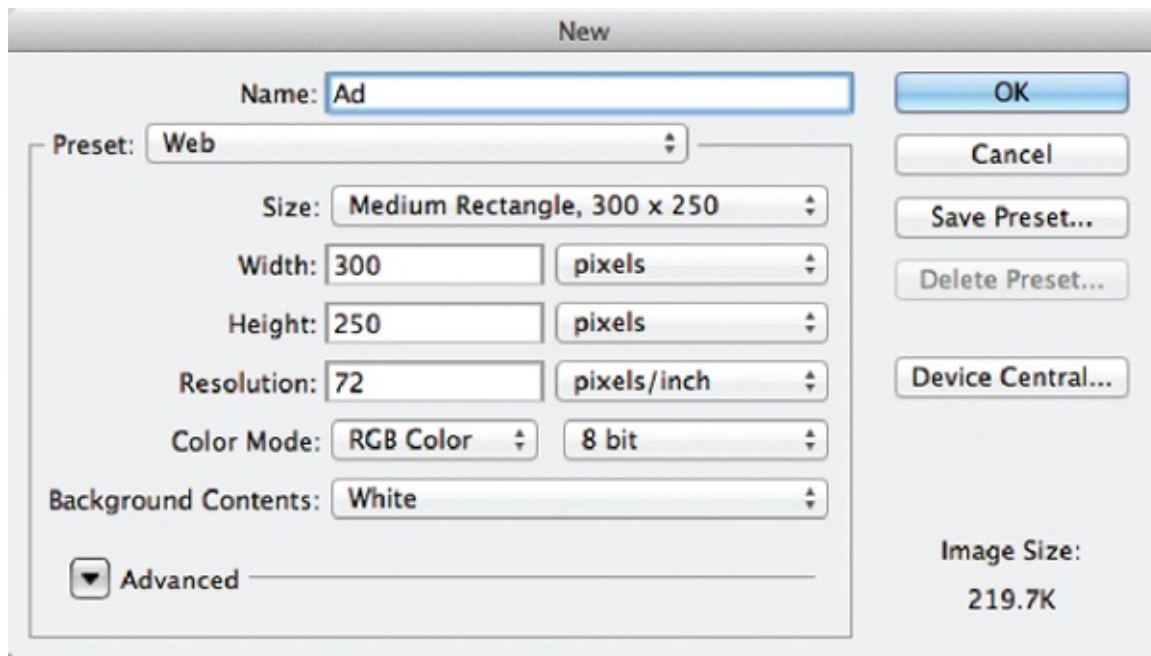 New
Name: Ad
OK
Preset: Web
Cancel
Size: Medium Rectangle, 300 x 250
Save Preset...
Width: 300 pixels
Delete Preset...
Height: 250 pixels
Resolution: 72 pixels/inch
Device Central...
Color Mode: RGB Color 8 bit
Background Contents: White
Advanced
Image Size:
219.7K